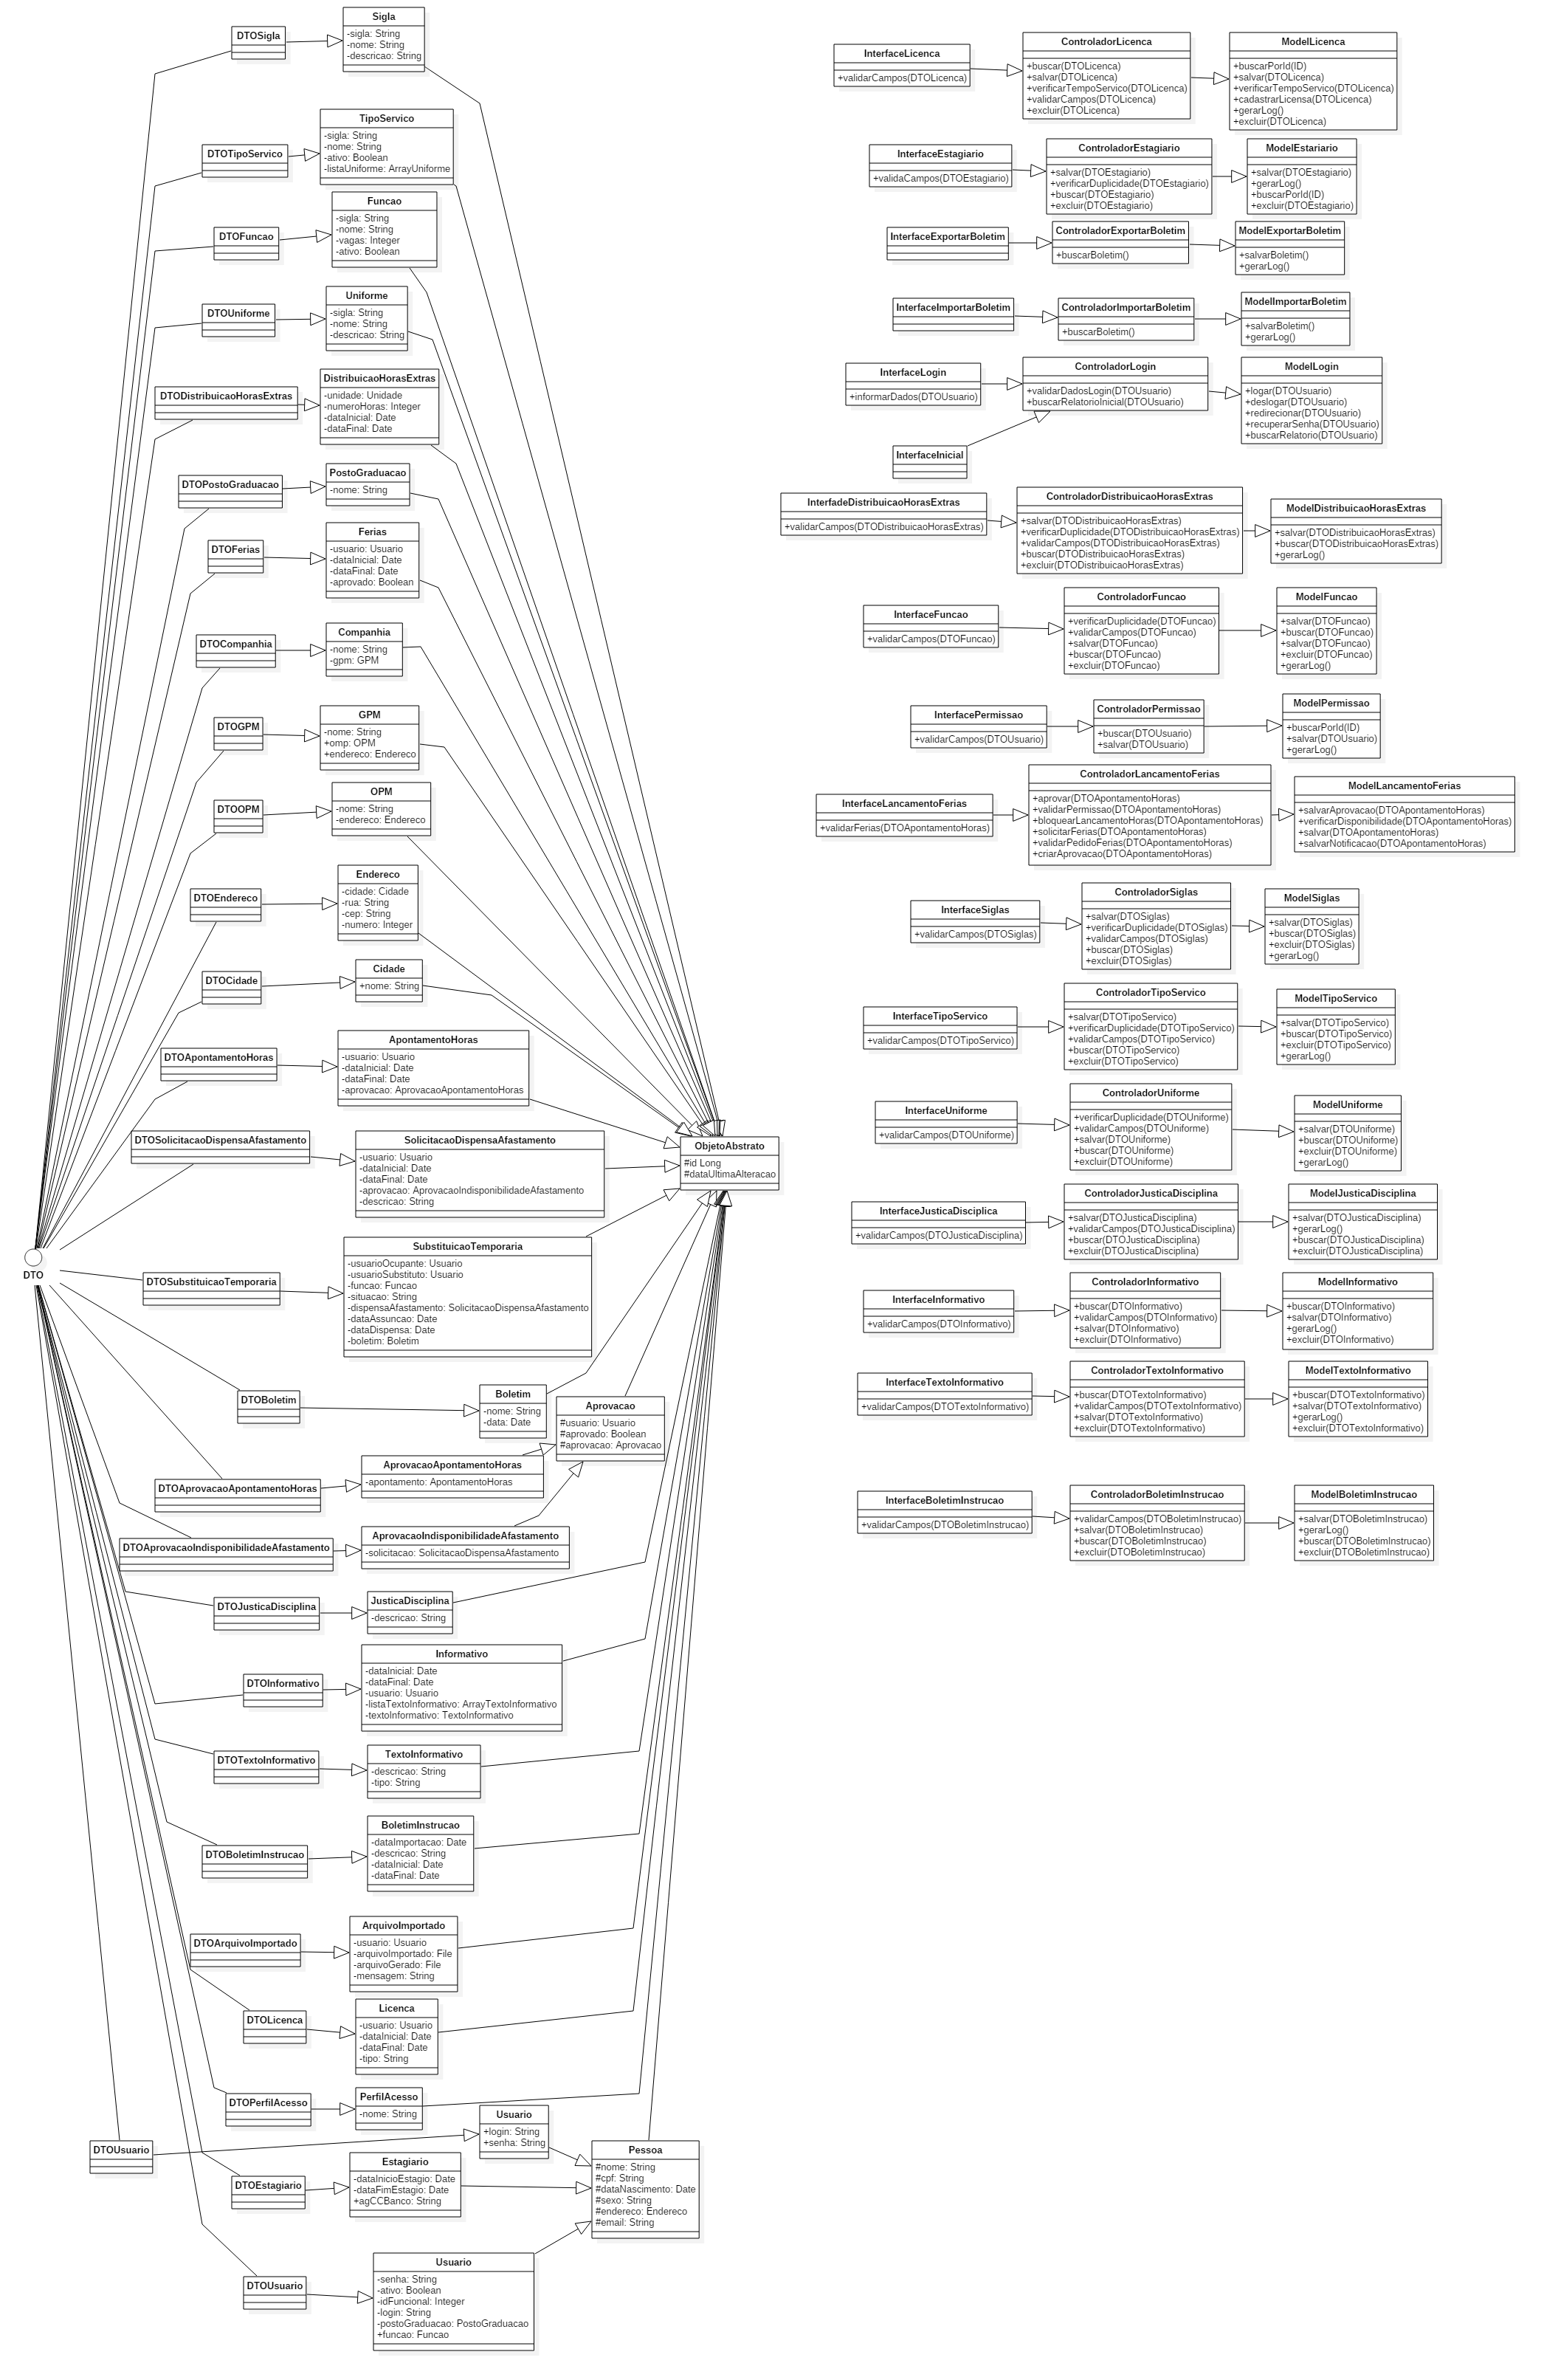 DTOSigla
Sigla
-sigla: String
-nome: String
-descricao: String
DTOTipoServico
TipoServico
-sigla: String
-nome: String
-ativo: Boolean
-listaUniforme: ArrayUniforme
DTOFuncao
Funcao
-sigla: String
-nome: String
-vagas: Integer
-ativo: Boolean
DTOUniforme
Uniforme
-sigla: String
-nome: String
-descricao: String
DTODistribuicaoHorasExtras
DistribuicaoHorasExtras
-unidade: Unidade
-numeroHoras: Integer
-dataInicial: Date
-dataFinal: Date
DTOPostoGraduacao
PostoGraduacao
-nome: String
DTOFerias
Ferias
-usuario: Usuario
-dataInicial: Date
-dataFinal: Date
-aprovado: Boolean
DTOCompanhia
Companhia
-nome: String
-gpm: GPM
DTOGPM
GPM
-nome: String
+omp: OPM
+endereco: Endereco
DTOOPM
OPM
-nome: String
-endereco: Endereco
DTOEndereco
Endereco
-cidade: Cidade
-rua: String
-cep: String
-numero: Integer
DTOCidade
Cidade
+nome: String
DTOApontamentoHoras
ApontamentoHoras
-usuario: Usuario
-dataInicial: Date
-dataFinal: Date
-aprovacao: AprovacaoApontamentoHoras
DTOSolicitacaoDispensaAfastamento
SolicitacaoDispensaAfastamento
-usuario: Usuario
-dataInicial: Date
-dataFinal: Date
-aprovacao: AprovacaoIndisponibilidadeAfastamento
-descricao: String
ObjetoAbstrato
#id Long
#dataUltimaAlteracao
DTO
DTOSubstituicaoTemporaria
SubstituicaoTemporaria
-usuarioOcupante: Usuario
-usuarioSubstituto: Usuario
-funcao: Funcao
-situacao: String
-dispensaAfastamento: SolicitacaoDispensaAfastamento
-dataAssuncao: Date
-dataDispensa: Date
-boletim: Boletim
DTOBoletim
Boletim
-nome: String
-data: Date
Aprovacao
#usuario: Usuario
#aprovado: Boolean
#aprovacao: Aprovacao
DTOAprovacaoApontamentoHoras
AprovacaoApontamentoHoras
-apontamento: ApontamentoHoras
DTOAprovacaoIndisponibilidadeAfastamento
AprovacaoIndisponibilidadeAfastamento
-solicitacao: SolicitacaoDispensaAfastamento
DTOJusticaDisciplina
JusticaDisciplina
-descricao: String
DTOInformativo
Informativo
-dataInicial: Date
-dataFinal: Date
-usuario: Usuario
-listaTextoInformativo: ArrayTextoInformativo
-textoInformativo: TextoInformativo
DTOTextoInformativo
TextoInformativo
-descricao: String
-tipo: String
DTOBoletimInstrucao
BoletimInstrucao
-dataImportacao: Date
-descricao: String
-dataInicial: Date
-dataFinal: Date
DTOArquivoImportado
ArquivoImportado
-usuario: Usuario
-arquivoImportado: File
-arquivoGerado: File
-mensagem: String
DTOLicenca
Licenca
-usuario: Usuario
-dataInicial: Date
-dataFinal: Date
-tipo: String
DTOPerfilAcesso
PerfilAcesso
-nome: String
DTOUsuario
Usuario
+login: String
+senha: String
Pessoa
#nome: String
#cpf: String
#dataNascimento: Date
#sexo: String
#endereco: Endereco
#email: String
DTOEstagiario
Estagiario
-dataInicioEstagio: Date
-dataFimEstagio: Date
+agCCBanco: String
DTOUsuario
Usuario
-senha: String
-ativo: Boolean
-idFuncional: Integer
-login: String
-postoGraduacao: PostoGraduacao
+funcao: Funcao
InterfaceLicenca
+validarCampos(DTOLicenca)
ControladorLicenca
+buscar(DTOLicenca)
+salvar(DTOLicenca)
+verificarTempoServico(DTOLicenca)
+validarCampos(DTOLicenca)
+excluir(DTOLicenca)
ModelLicenca
+buscarPorId(ID)
+salvar(DTOLicenca)
+verificarTempoServico(DTOLicenca)
+cadastrarLicensa(DTOLicenca)
+gerarLog()
+excluir(DTOLicenca)
InterfaceEstagiario
+validaCampos(DTOEstagiario)
ControladorEstagiario
+salvar(DTOEstagiario)
+verificarDuplicidade(DTOEstagiario)
+buscar(DTOEstagiario)
+excluir(DTOEstagiario)
ModelEstariario
+salvar(DTOEstagiario)
+gerarLog()
+buscarPorId(ID)
+excluir(DTOEstagiario)
InterfaceExportarBoletim
ControladorExportarBoletim
+buscarBoletim()
ModelExportarBoletim
+salvarBoletim()
+gerarLog()
InterfaceImportarBoletim
ControladorImportarBoletim
+buscarBoletim()
ModelImportarBoletim
+salvarBoletim()
+gerarLog()
InterfaceLogin
+informarDados(DTOUsuario)
ControladorLogin
+validarDadosLogin(DTOUsuario)
+buscarRelatorioInicial(DTOUsuario)
ModelLogin
+logar(DTOUsuario)
+deslogar(DTOUsuario)
+redirecionar(DTOUsuario)
+recuperarSenha(DTOUsuario)
+buscarRelatorio(DTOUsuario)
InterfaceInicial
InterfadeDistribuicaoHorasExtras
+validarCampos(DTODistribuicaoHorasExtras)
ControladorDistribuicaoHorasExtras
+salvar(DTODistribuicaoHorasExtras)
+verificarDuplicidade(DTODistribuicaoHorasExtras)
+validarCampos(DTODistribuicaoHorasExtras)
+buscar(DTODistribuicaoHorasExtras)
+excluir(DTODistribuicaoHorasExtras)
ModelDistribuicaoHorasExtras
+salvar(DTODistribuicaoHorasExtras)
+buscar(DTODistribuicaoHorasExtras)
+gerarLog()
InterfaceFuncao
+validarCampos(DTOFuncao)
ControladorFuncao
+verificarDuplicidade(DTOFuncao)
+validarCampos(DTOFuncao)
+salvar(DTOFuncao)
+buscar(DTOFuncao)
+excluir(DTOFuncao)
ModelFuncao
+salvar(DTOFuncao)
+buscar(DTOFuncao)
+salvar(DTOFuncao)
+excluir(DTOFuncao)
+gerarLog()
InterfacePermissao
+validarCampos(DTOUsuario)
ControladorPermissao
+buscar(DTOUsuario)
+salvar(DTOUsuario)
ModelPermissao
+buscarPorId(ID)
+salvar(DTOUsuario)
+gerarLog()
InterfaceLancamentoFerias
+validarFerias(DTOApontamentoHoras)
ControladorLancamentoFerias
+aprovar(DTOApontamentoHoras)
+validarPermissao(DTOApontamentoHoras)
+bloquearLancamentoHoras(DTOApontamentoHoras)
+solicitarFerias(DTOApontamentoHoras)
+validarPedidoFerias(DTOApontamentoHoras)
+criarAprovacao(DTOApontamentoHoras)
ModelLancamentoFerias
+salvarAprovacao(DTOApontamentoHoras)
+verificarDisponibilidade(DTOApontamentoHoras)
+salvar(DTOApontamentoHoras)
+salvarNotificacao(DTOApontamentoHoras)
InterfaceSiglas
+validarCampos(DTOSiglas)
ControladorSiglas
+salvar(DTOSiglas)
+verificarDuplicidade(DTOSiglas)
+validarCampos(DTOSiglas)
+buscar(DTOSiglas)
+excluir(DTOSiglas)
ModelSiglas
+salvar(DTOSiglas)
+buscar(DTOSiglas)
+excluir(DTOSiglas)
+gerarLog()
InterfaceTipoServico
+validarCampos(DTOTipoServico)
ControladorTipoServico
+salvar(DTOTipoServico)
+verificarDuplicidade(DTOTipoServico)
+validarCampos(DTOTipoServico)
+buscar(DTOTipoServico)
+excluir(DTOTipoServico)
ModelTipoServico
+salvar(DTOTipoServico)
+buscar(DTOTipoServico)
+excluir(DTOTipoServico)
+gerarLog()
InterfaceUniforme
+validarCampos(DTOUniforme)
ControladorUniforme
+verificarDuplicidade(DTOUniforme)
+validarCampos(DTOUniforme)
+salvar(DTOUniforme)
+buscar(DTOUniforme)
+excluir(DTOUniforme)
ModelUniforme
+salvar(DTOUniforme)
+buscar(DTOUniforme)
+excluir(DTOUniforme)
+gerarLog()
InterfaceJusticaDisciplica
+validarCampos(DTOJusticaDisciplina)
ControladorJusticaDisciplina
+salvar(DTOJusticaDisciplina)
+validarCampos(DTOJusticaDisciplina)
+buscar(DTOJusticaDisciplina)
+excluir(DTOJusticaDisciplina)
ModelJusticaDisciplina
+salvar(DTOJusticaDisciplina)
+gerarLog()
+buscar(DTOJusticaDisciplina)
+excluir(DTOJusticaDisciplina)
InterfaceInformativo
+validarCampos(DTOInformativo)
ControladorInformativo
+buscar(DTOInformativo)
+validarCampos(DTOInformativo)
+salvar(DTOInformativo)
+excluir(DTOInformativo)
ModelInformativo
+buscar(DTOInformativo)
+salvar(DTOInformativo)
+gerarLog()
+excluir(DTOInformativo)
InterfaceTextoInformativo
+validarCampos(DTOTextoInformativo)
ControladorTextoInformativo
+buscar(DTOTextoInformativo)
+validarCampos(DTOTextoInformativo)
+salvar(DTOTextoInformativo)
+excluir(DTOTextoInformativo)
ModelTextoInformativo
+buscar(DTOTextoInformativo)
+salvar(DTOTextoInformativo)
+gerarLog()
+excluir(DTOTextoInformativo)
InterfaceBoletimInstrucao
+validarCampos(DTOBoletimInstrucao)
ControladorBoletimInstrucao
+validarCampos(DTOBoletimInstrucao)
+salvar(DTOBoletimInstrucao)
+buscar(DTOBoletimInstrucao)
+excluir(DTOBoletimInstrucao)
ModelBoletimInstrucao
+salvar(DTOBoletimInstrucao)
+gerarLog()
+buscar(DTOBoletimInstrucao)
+excluir(DTOBoletimInstrucao)